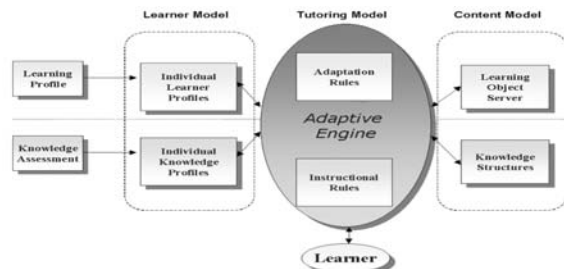 Learner Model
Tutoring Model
Content Model
Learning
Profile
Individual
Learner
Profiles
Adaptation
Rules
Learning
Object
Server
Adaptive
Engine
Knowledge
Assessment
Individual
Knowledge
Profiles
Instructional
Rules
Knowledge
Structures
Learner